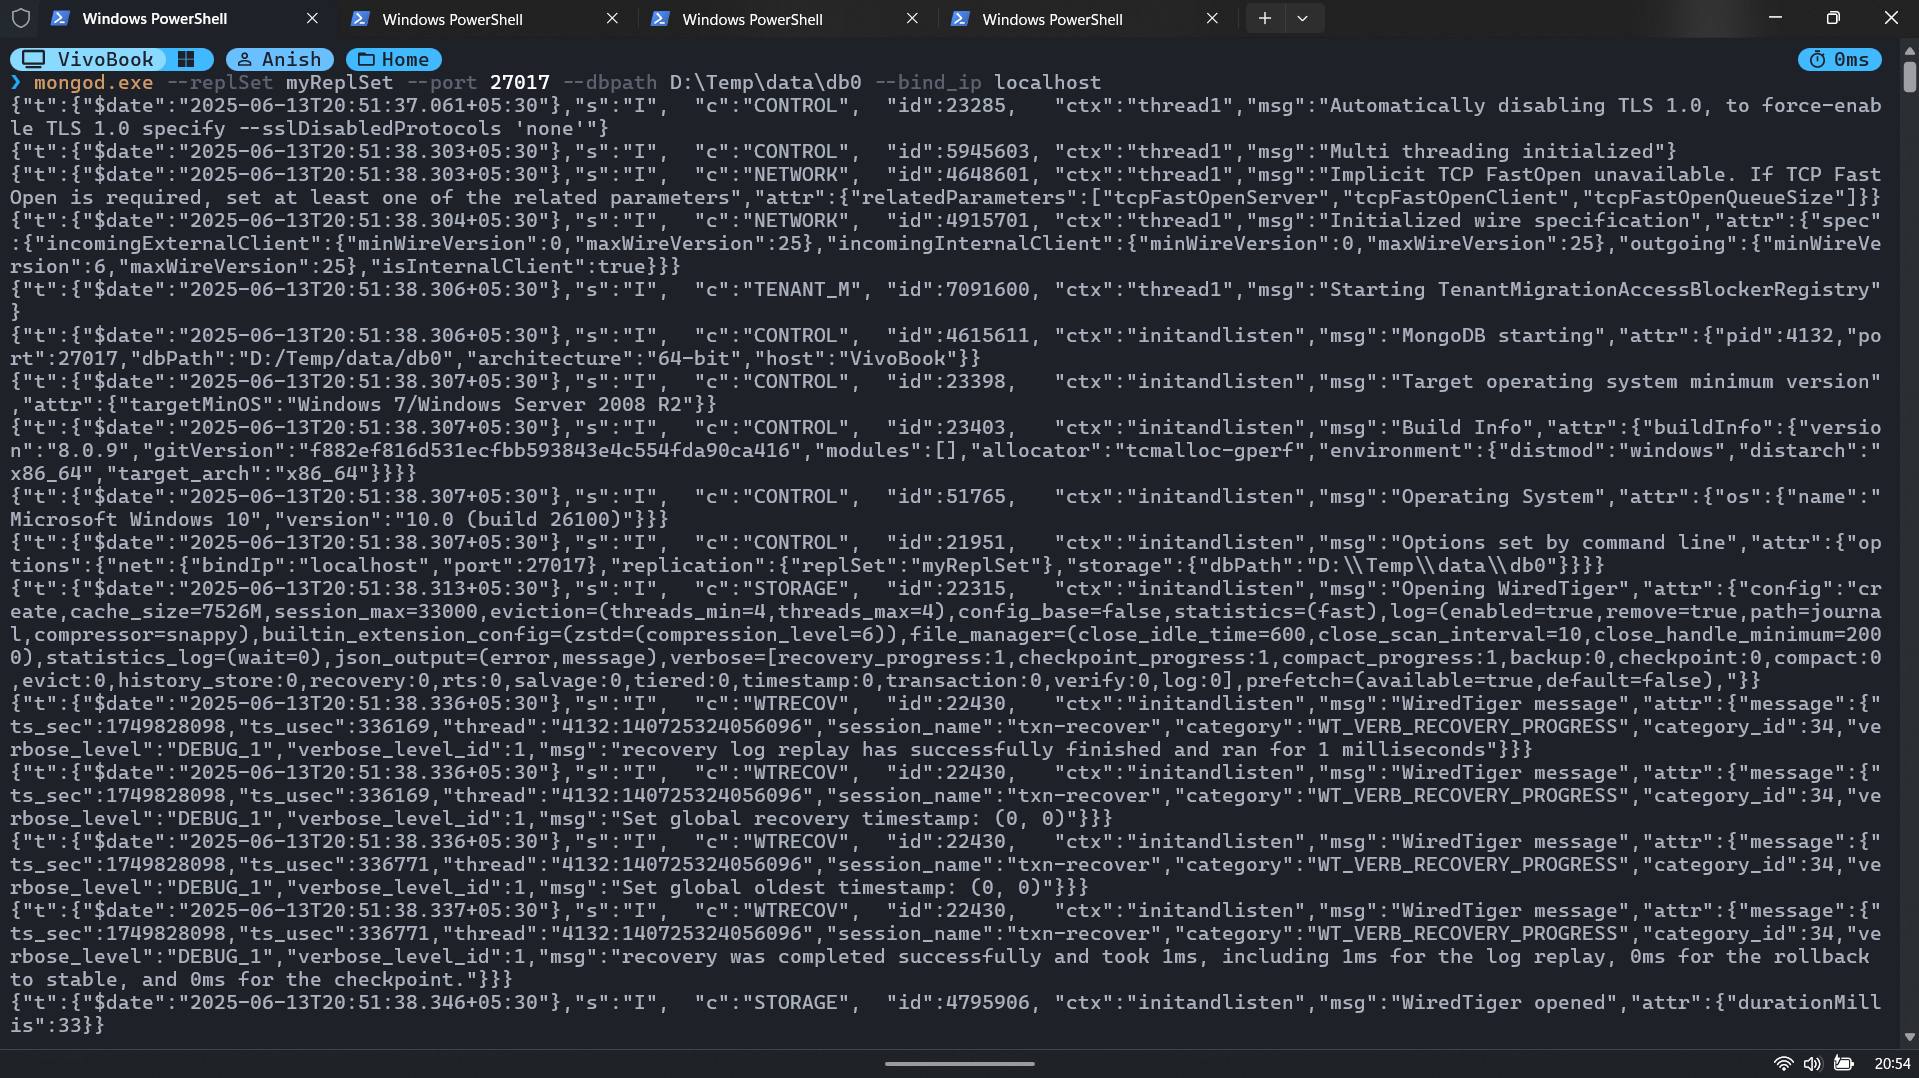 Windows PowerShell Windows PowerShell Windows PowerShell Windows PowerShell
VivoBook Anish Home 0ms
❯ mongod.exe --replSet myReplSet --port 27017 --dbpath D:\Temp\data\db0 --bind_ip localhost
{"t":{"$date":"2025-06-13T20:51:37.061+05:30"},"s":"I",  "c":"CONTROL",  "id":23285,   "ctx":"thread1","msg":"Automatically disabling TLS 1.0, to force-enab
le TLS 1.0 specify --sslDisabledProtocols 'none'"}
{"t":{"$date":"2025-06-13T20:51:38.303+05:30"},"s":"I",  "c":"CONTROL",  "id":5945603, "ctx":"thread1","msg":"Multi threading initialized"}
{"t":{"$date":"2025-06-13T20:51:38.303+05:30"},"s":"I",  "c":"NETWORK",  "id":4648601, "ctx":"thread1","msg":"Implicit TCP FastOpen unavailable. If TCP Fast
Open is required, set at least one of the related parameters","attr":{"relatedParameters":["tcpFastOpenServer","tcpFastOpenClient","tcpFastOpenQueueSize"]}}
{"t":{"$date":"2025-06-13T20:51:38.304+05:30"},"s":"I",  "c":"NETWORK",  "id":4915701, "ctx":"thread1","msg":"Initialized wire specification","attr":{"spec"
:{"incomingExternalClient":{"minWireVersion":0,"maxWireVersion":25},"incomingInternalClient":{"minWireVersion":0,"maxWireVersion":25},"outgoing":{"minWireVe
rsion":6,"maxWireVersion":25},"isInternalClient":true}}}
{"t":{"$date":"2025-06-13T20:51:38.306+05:30"},"s":"I",  "c":"TENANT_M", "id":7091600, "ctx":"thread1","msg":"Starting TenantMigrationAccessBlockerRegistry"
}
{"t":{"$date":"2025-06-13T20:51:38.306+05:30"},"s":"I",  "c":"CONTROL",  "id":4615611, "ctx":"initandlisten","msg":"MongoDB starting","attr":{"pid":4132,"po
rt":27017,"dbPath":"D:/Temp/data/db0","architecture":"64-bit","host":"VivoBook"}}
{"t":{"$date":"2025-06-13T20:51:38.307+05:30"},"s":"I",  "c":"CONTROL",  "id":23398,   "ctx":"initandlisten","msg":"Target operating system minimum version"
,"attr":{"targetMinOS":"Windows 7/Windows Server 2008 R2"}}
{"t":{"$date":"2025-06-13T20:51:38.307+05:30"},"s":"I",  "c":"CONTROL",  "id":23403,   "ctx":"initandlisten","msg":"Build Info","attr":{"buildInfo":{"versio
n":"8.0.9","gitVersion":"f882ef816d531ecfbb593843e4c554fda90ca416","modules":[],"allocator":"tcmalloc-gperf","environment":{"distmod":"windows","distarch":"
x86_64","target_arch":"x86_64"}}}}
{"t":{"$date":"2025-06-13T20:51:38.307+05:30"},"s":"I",  "c":"CONTROL",  "id":51765,   "ctx":"initandlisten","msg":"Operating System","attr":{"os":{"name":"
Microsoft Windows 10","version":"10.0 (build 26100)"}}}
{"t":{"$date":"2025-06-13T20:51:38.307+05:30"},"s":"I",  "c":"CONTROL",  "id":21951,   "ctx":"initandlisten","msg":"Options set by command line","attr":{"op
tions":{"net":{"bindIp":"localhost","port":27017},"replication":{"replSet":"myReplSet"},"storage":{"dbPath":"D:\\Temp\\data\\db0"}}}}
{"t":{"$date":"2025-06-13T20:51:38.313+05:30"},"s":"I",  "c":"STORAGE",  "id":22315,   "ctx":"initandlisten","msg":"Opening WiredTiger","attr":{"config":"cr
eate,cache_size=7526M,session_max=33000,eviction=(threads_min=4,threads_max=4),config_base=false,statistics=(fast),log=(enabled=true,remove=true,path=journa
l,compressor=snappy),builtin_extension_config=(zstd=(compression_level=6)),file_manager=(close_idle_time=600,close_scan_interval=10,close_handle_minimum=200
0),statistics_log=(wait=0),json_output=(error,message),verbose=[recovery_progress:1,checkpoint_progress:1,compact_progress:1,backup:0,checkpoint:0,compact:0
,evict:0,history_store:0,recovery:0,rts:0,salvage:0,tiered:0,timestamp:0,transaction:0,verify:0,log:0],prefetch=(available=true,default=false),"}}
{"t":{"$date":"2025-06-13T20:51:38.336+05:30"},"s":"I",  "c":"WTRECOV",  "id":22430,   "ctx":"initandlisten","msg":"WiredTiger message","attr":{"message":{"
ts_sec":1749828098,"ts_usec":336169,"thread":"4132:140725324056096","session_name":"txn-recover","category":"WT_VERB_RECOVERY_PROGRESS","category_id":34,"ve
rbose_level":"DEBUG_1","verbose_level_id":1,"msg":"recovery log replay has successfully finished and ran for 1 milliseconds"}}}
{"t":{"$date":"2025-06-13T20:51:38.336+05:30"},"s":"I",  "c":"WTRECOV",  "id":22430,   "ctx":"initandlisten","msg":"WiredTiger message","attr":{"message":{"
ts_sec":1749828098,"ts_usec":336169,"thread":"4132:140725324056096","session_name":"txn-recover","category":"WT_VERB_RECOVERY_PROGRESS","category_id":34,"ve
rbose_level":"DEBUG_1","verbose_level_id":1,"msg":"Set global recovery timestamp: (0, 0)"}}}
{"t":{"$date":"2025-06-13T20:51:38.336+05:30"},"s":"I",  "c":"WTRECOV",  "id":22430,   "ctx":"initandlisten","msg":"WiredTiger message","attr":{"message":{"
ts_sec":1749828098,"ts_usec":336771,"thread":"4132:140725324056096","session_name":"txn-recover","category":"WT_VERB_RECOVERY_PROGRESS","category_id":34,"ve
rbose_level":"DEBUG_1","verbose_level_id":1,"msg":"Set global oldest timestamp: (0, 0)"}}}
{"t":{"$date":"2025-06-13T20:51:38.337+05:30"},"s":"I",  "c":"WTRECOV",  "id":22430,   "ctx":"initandlisten","msg":"WiredTiger message","attr":{"message":{"
ts_sec":1749828098,"ts_usec":336771,"thread":"4132:140725324056096","session_name":"txn-recover","category":"WT_VERB_RECOVERY_PROGRESS","category_id":34,"ve
rbose_level":"DEBUG_1","verbose_level_id":1,"msg":"recovery was completed successfully and took 1ms, including 1ms for the log replay, 0ms for the rollback
to stable, and 0ms for the checkpoint."}}}
{"t":{"$date":"2025-06-13T20:51:38.346+05:30"},"s":"I",  "c":"STORAGE",  "id":4795906, "ctx":"initandlisten","msg":"WiredTiger opened","attr":{"durationMill
is":33}}
20:54